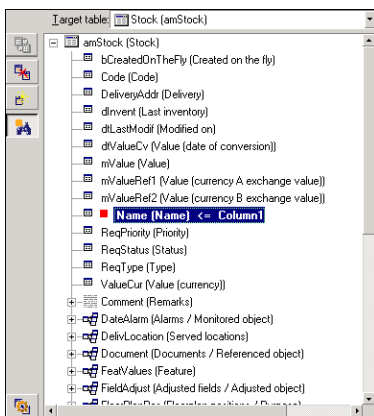 Target table: Stock (amStock)
amStock (Stock)
bCreatedOnTheFly (Created on the fly)
Code (Code)
DeliveryAddr (Delivery)
dInvent (Last inventory)
dtLastModif (Modified on)
dtValueCv (Value (date of conversion))
mValue (Value)
mValueRef1 (Value (currency A exchange value))
mValueRef2 (Value (currency B exchange value))
Name (Name) <= Column1
ReqPriority (Priority)
ReqStatus (Status)
ReqType (Type)
ValueCur (Value (currency))
Comment (Remarks)
DateAlarm (Alarms / Monitored object)
DelivLocation (Served locations)
Document (Documents / Referenced object)
FeatValues (Feature)
FieldAdjust (Adjusted fields / Adjusted object)